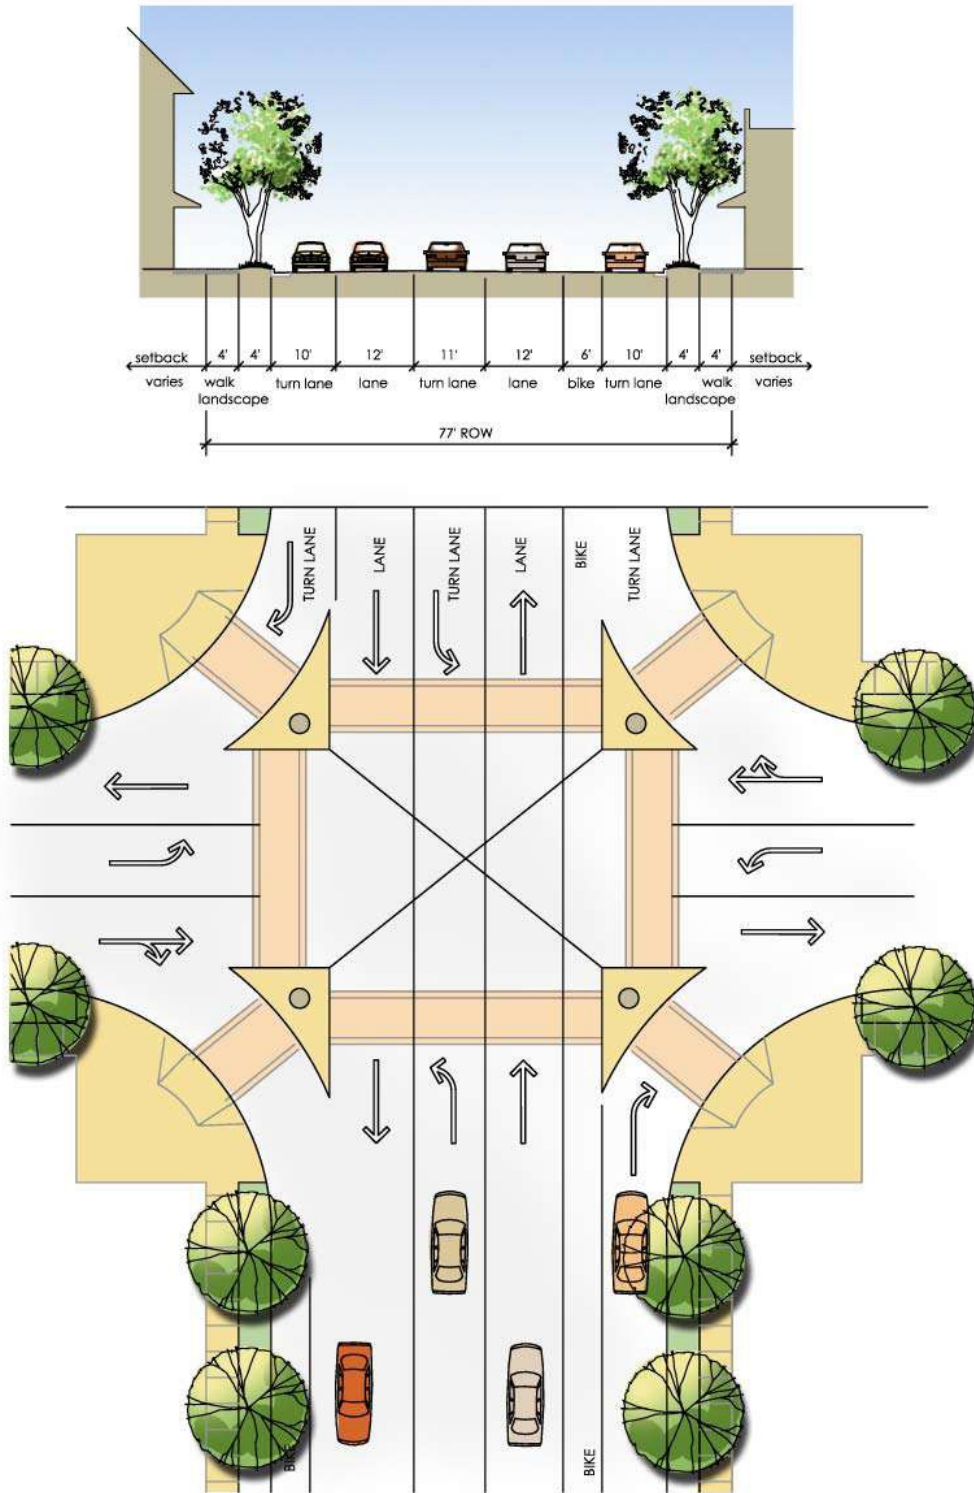 setback 4' 4' 10' 12' 11' 12' 6' 10' 4' 4' setback
varies walk turn lane lane turn lane lane bike turn lane walk varies
landscape landscape
77' ROW
TURN LANE
LANE
TURN LANE
LANE
BIKE
TURN LANE
BIKE
BIKE